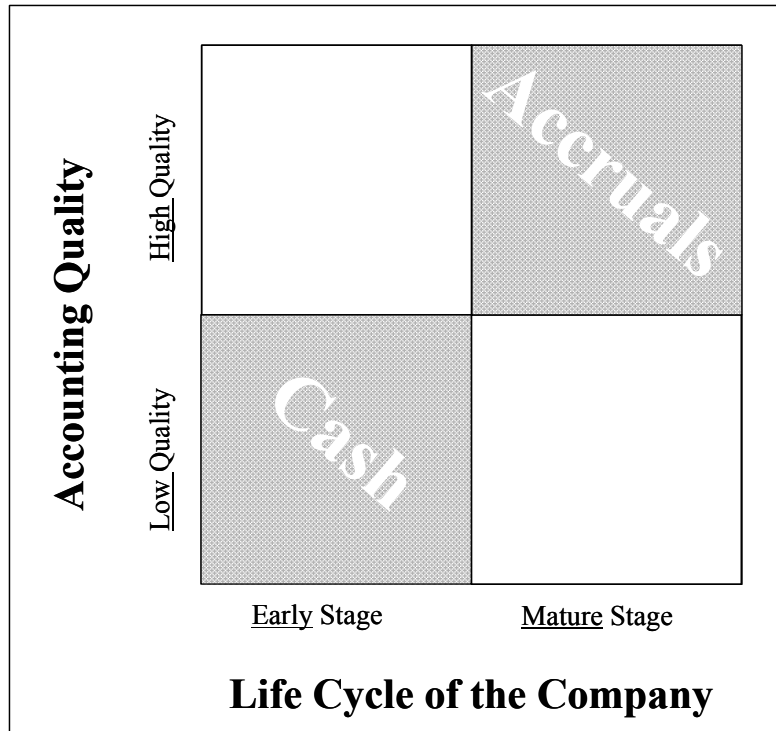 Accounting Quality
High Quality
Low Quality
Accruals
Cash
Early Stage
Mature Stage
Life Cycle of the Company